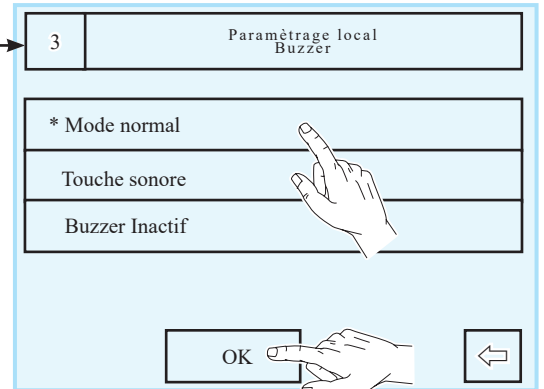 3
Paramètrage local
Buzzer
* Mode normal
Touche sonore
Buzzer Inactif
OK